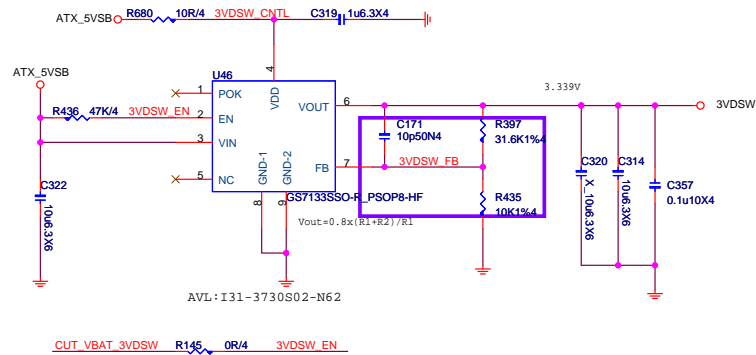 ATX_5VSB R680 10R/4 3VDSW_CNTL C319 1u6.3X4
ATX_5VSB
U46
4
1 POK
VDD
VOUT 6
3.339V
3VDSW
R436 47K/4 3VDSW_EN 2 EN
3 VIN
C171
10p50N4
R397
31.6K1%4
5 NC
GND-1
GND-2
FB 7 3VDSW_FB
C320
X_10u6.3X6
C314
10u6.3X6
C357
0.1u10X4
C322
10u6.3X6
8
9
GS7133SSO-R_PSOP8-HF
R435
10K1%4
Vout=0.8x(R1+R2)/R1
AVL:I31-3730S02-N62
CUT_VBAT_3VDSW R145 0R/4 3VDSW_EN